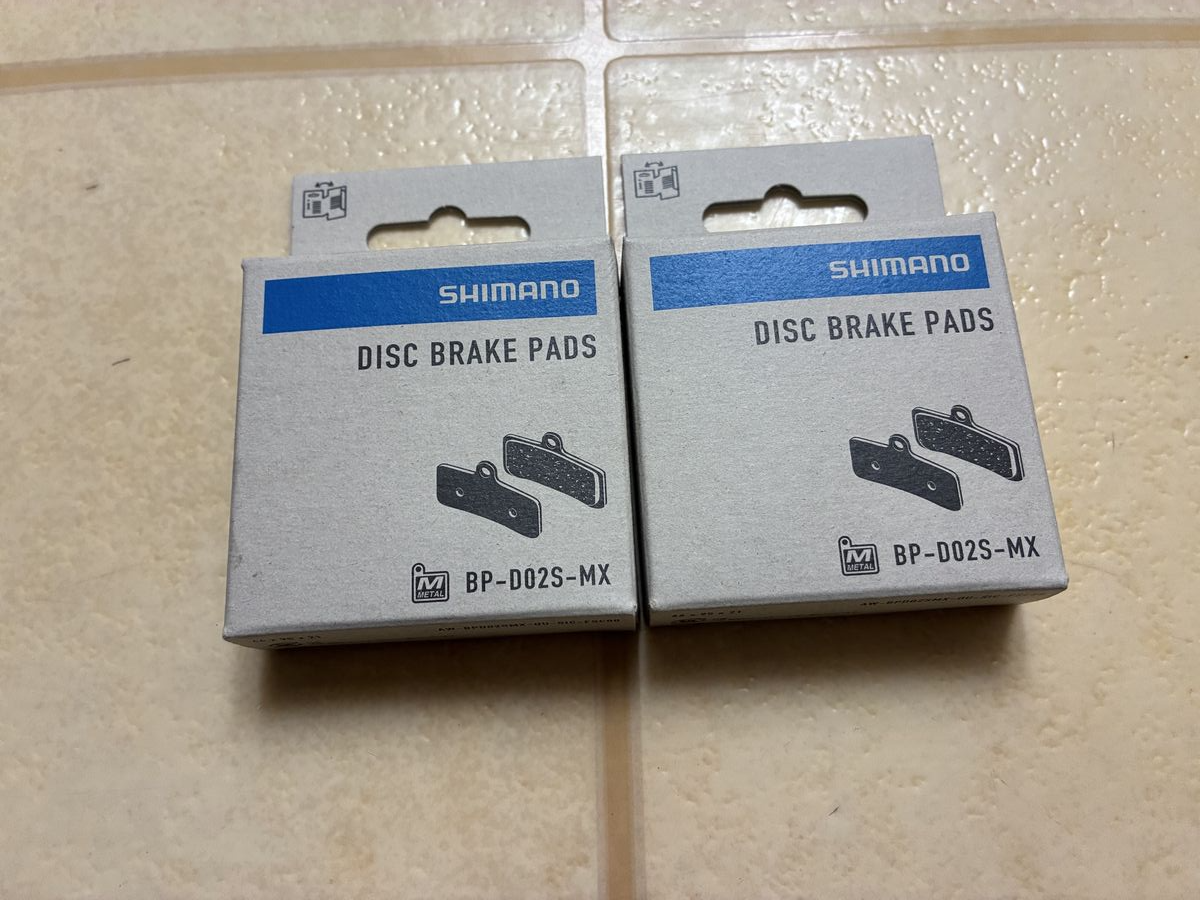 SHIMANO
DISC BRAKE PADS
M
METAL
BP-D02S-MX
SHIMANO
DISC BRAKE PADS
M
METAL
BP-D02S-MX